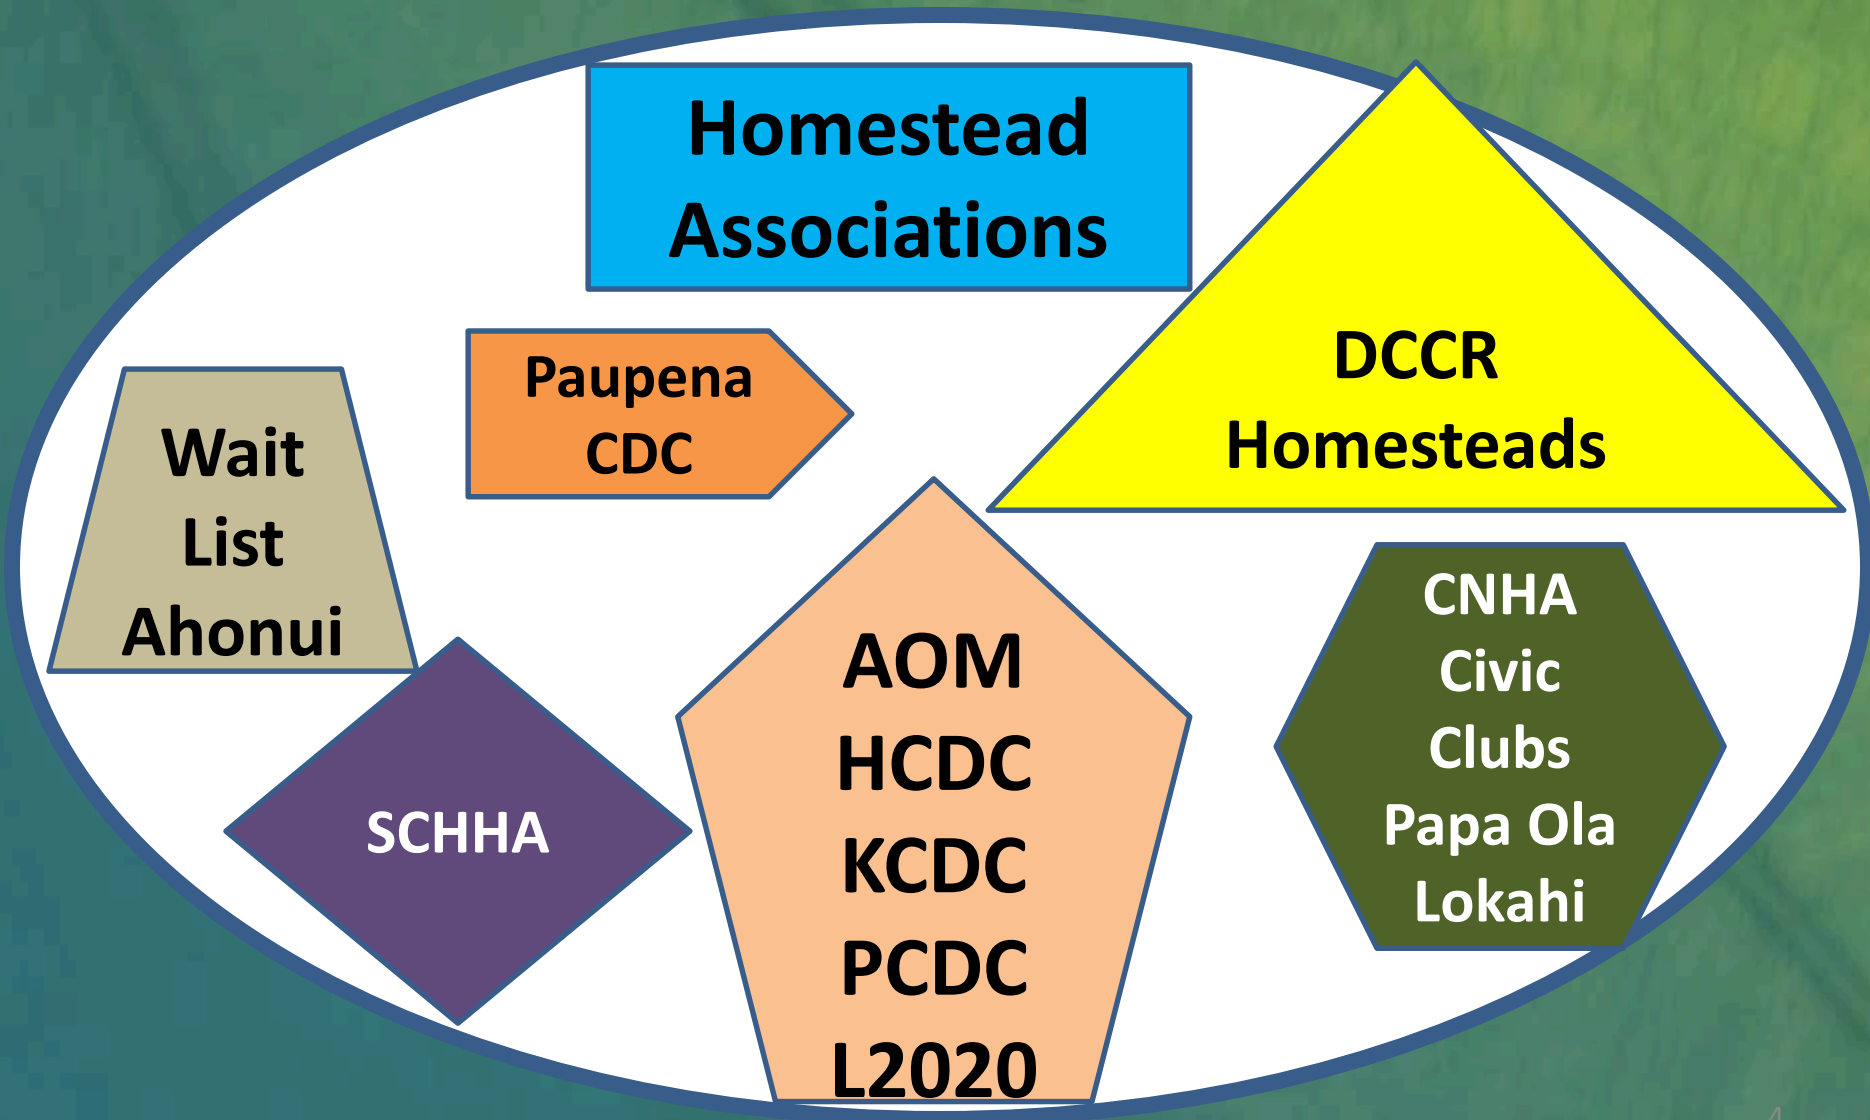 Homestead
Associations
DCCR
Homesteads
Paupena
CDC
Wait
List
Ahonui
SCHHA
AOM
HCDC
KCDC
PCDC
L2020
CNHA
Civic
Clubs
Papa Ola
Lokahi
4